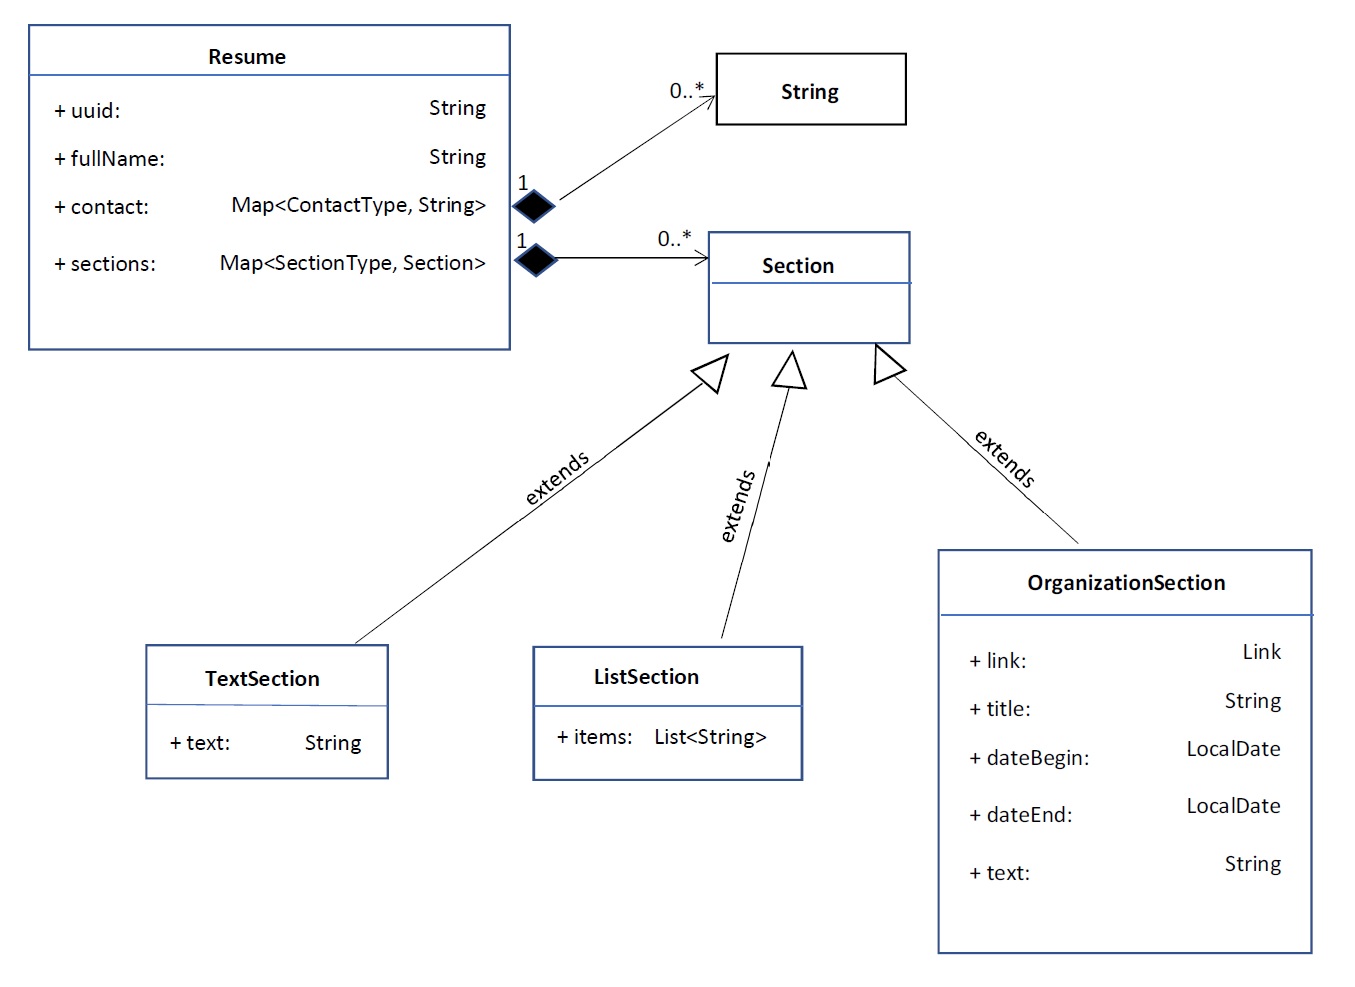 Resume
+ uuid: String
+ fullName: String
+ contact: Map<ContactType, String>
+ sections: Map<SectionType, Section>
1
0..*
String
1
0..*
Section
extends
extends
extends
TextSection
+ text: String
ListSection
+ items: List<String>
OrganizationSection
+ link: Link
+ title: String
+ dateBegin: LocalDate
+ dateEnd: LocalDate
+ text: String